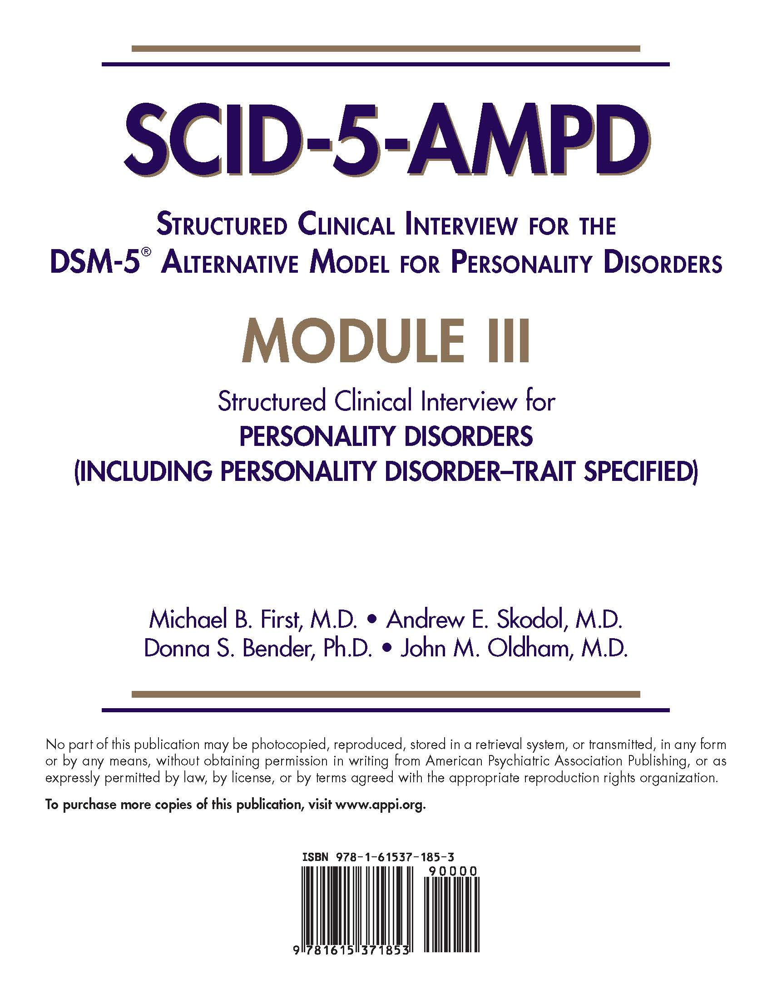 SCID-5-AMPD
STRUCTURED CLINICAL INTERVIEW FOR THE
DSM-5® ALTERNATIVE MODEL FOR PERSONALITY DISORDERS
MODULE III
Structured Clinical Interview for
PERSONALITY DISORDERS
(INCLUDING PERSONALITY DISORDER–TRAIT SPECIFIED)
Michael B. First, M.D. • Andrew E. Skodol, M.D.
Donna S. Bender, Ph.D. • John M. Oldham, M.D.
No part of this publication may be photocopied, reproduced, stored in a retrieval system, or transmitted, in any form
or by any means, without obtaining permission in writing from American Psychiatric Association Publishing, or as
expressly permitted by law, by license, or by terms agreed with the appropriate reproduction rights organization.
To purchase more copies of this publication, visit www.appi.org.
ISBN 978-1-61537-185-3
90000
9 781615 371853